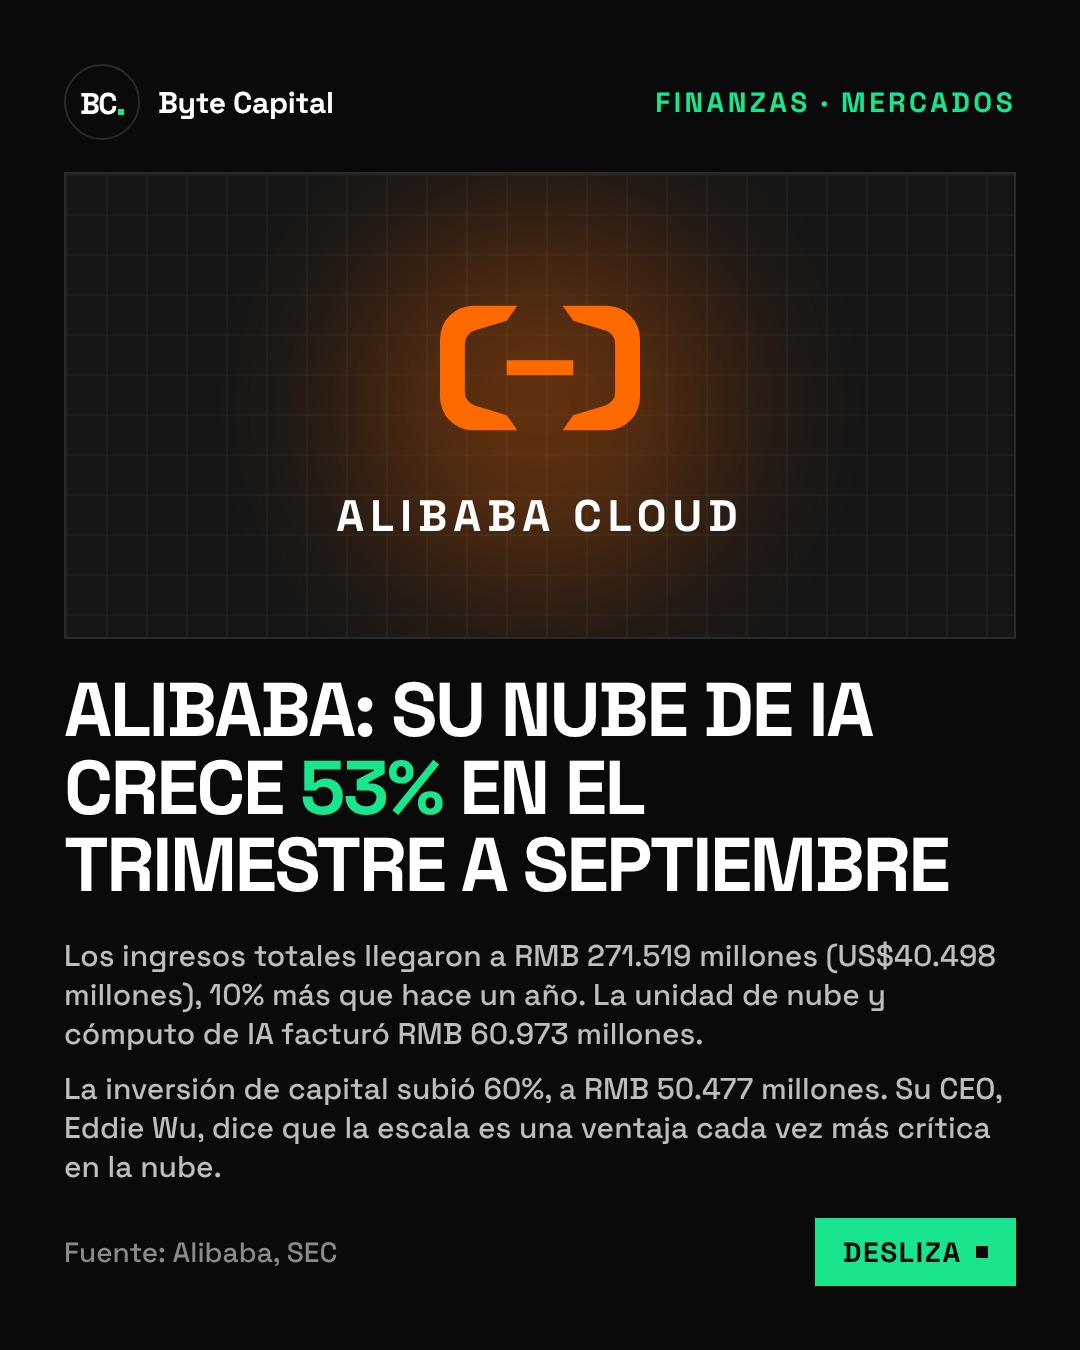 BC.
Byte Capital
FINANZAS · MERCADOS
ALIBABA CLOUD
ALIBABA: SU NUBE DE IA
CRECE 53% EN EL
TRIMESTRE A SEPTIEMBRE
Los ingresos totales llegaron a RMB 271.519 millones (US$40.498
millones), 10% más que hace un año. La unidad de nube y
cómputo de IA facturó RMB 60.973 millones.
La inversión de capital subió 60%, a RMB 50.477 millones. Su CEO,
Eddie Wu, dice que la escala es una ventaja cada vez más crítica
en la nube.
Fuente: Alibaba, SEC
DESLIZA